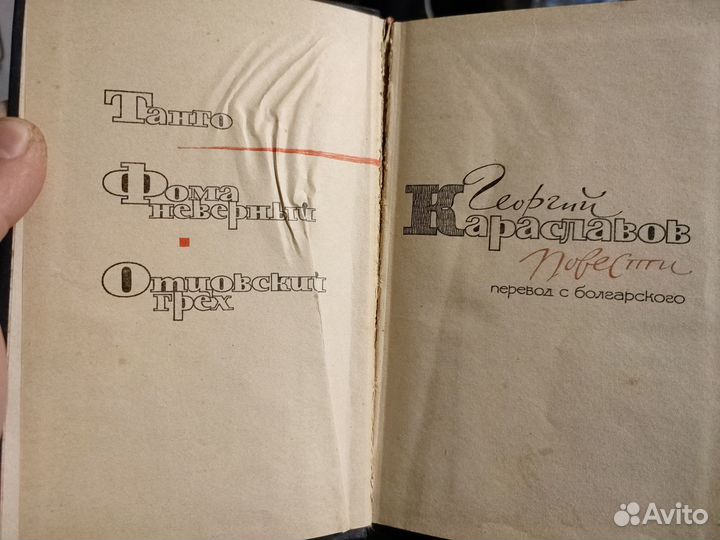 Танго
Фома
неверный
Отцовский
грех
Георгий
Караславов
Повести
перевод с болгарского
Avito